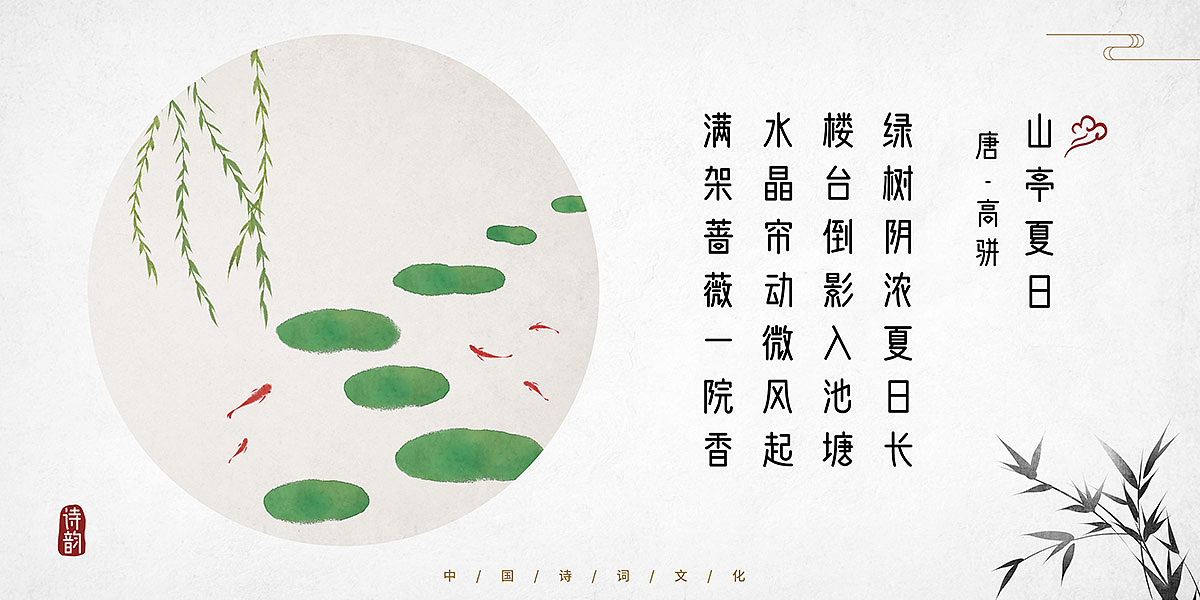 山亭夏日
唐-高骈
绿树阴浓夏日长
楼台倒影入池塘
水晶帘动微风起
满架蔷薇一院香
诗韵
中/国/诗/词/文/化